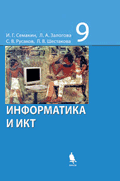 И. Г. Семакин, Л. А. Залогова 9
С. В. Русаков, Л. В. Шестакова
ИНФОРМАТИКА
И ИКТ